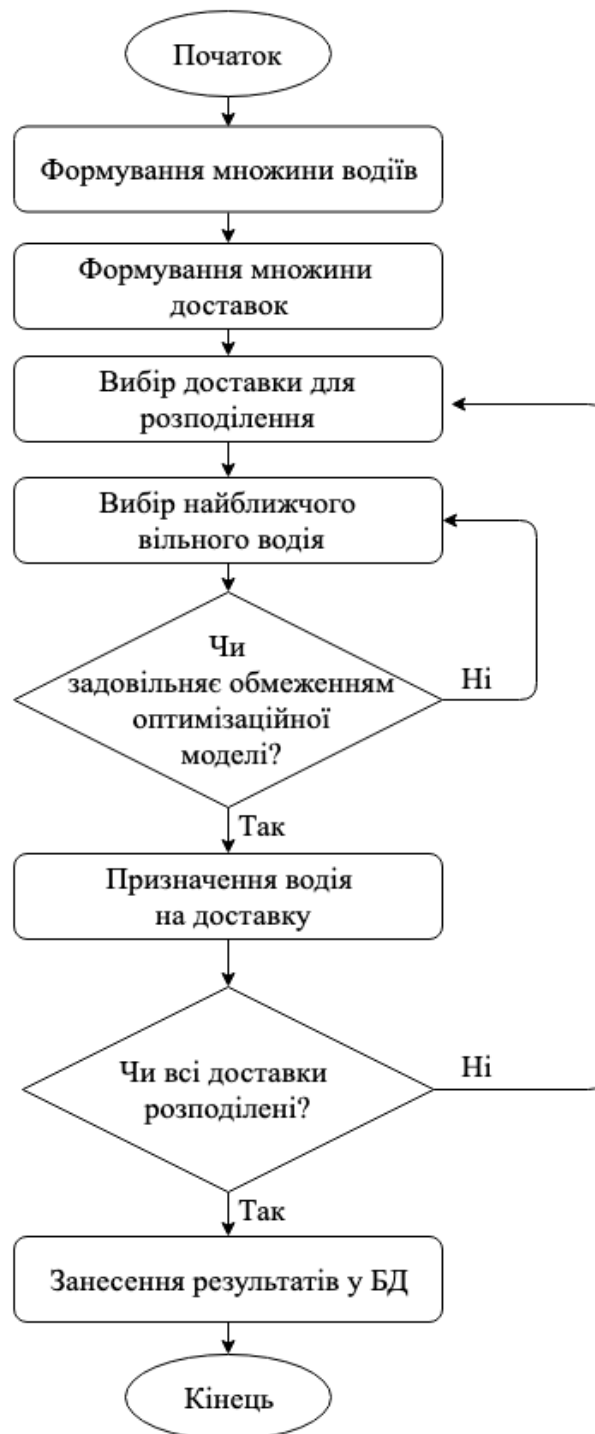 Початок
Формування множини водіїв
Формування множини
доставок
Вибір доставки для
розподілення
Вибір найближчого
вільного водія
Чи
задовільняє обмеженням
оптимізаційної
моделі?
Ні
Так
Призначення водія
на доставку
Чи всі доставки
розподілені?
Ні
Так
Занесення результатів у БД
Кінець